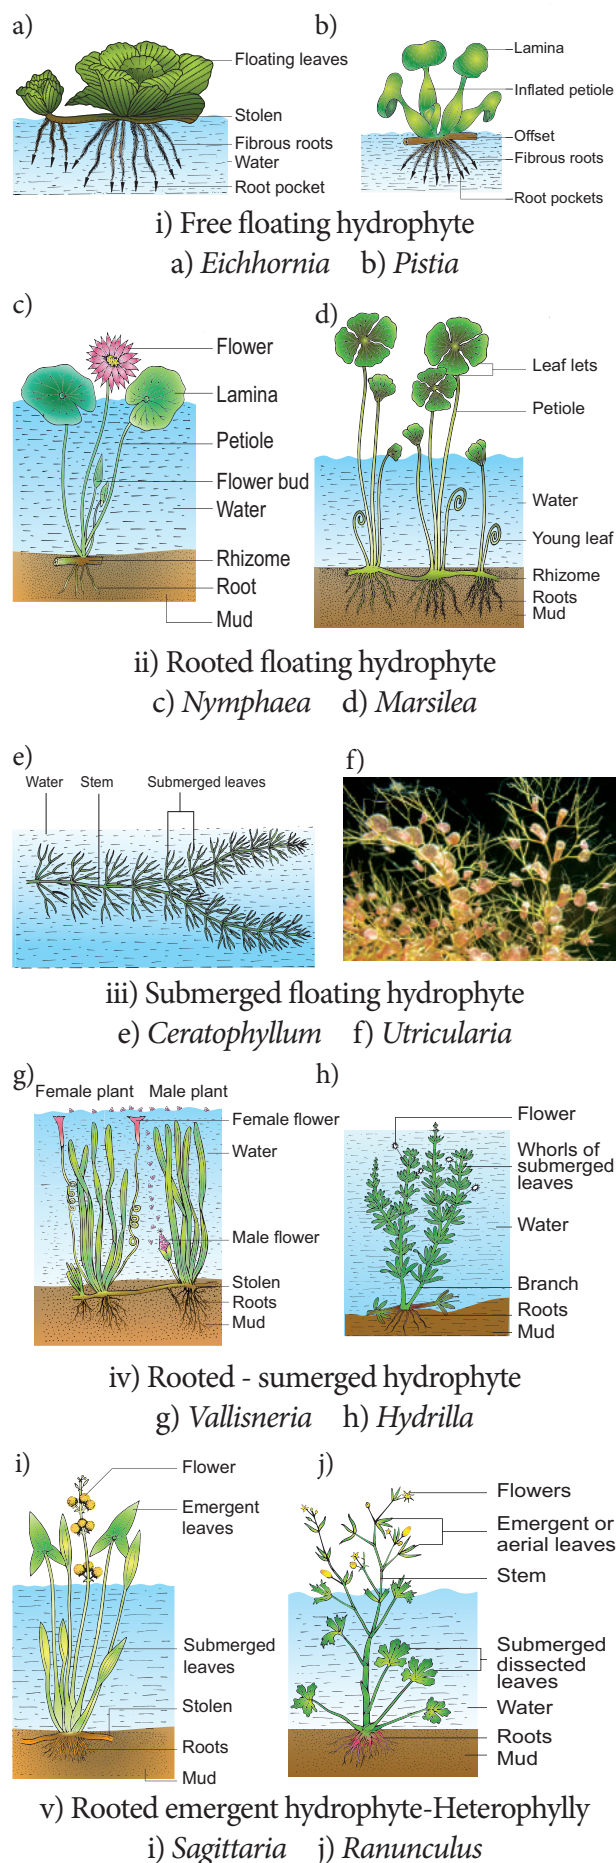 a)
Floating leaves
Stolen
Fibrous roots
Water
Root pocket
b)
Lamina
Inflated petiole
Offset
Fibrous roots
Root pockets
i) Free floating hydrophyte
a) Eichhornia b) Pistia
c)
Flower
Lamina
Petiole
Flower bud
Water
Rhizome
Root
Mud
d)
Leaf lets
Petiole
Water
Young leaf
Rhizome
Roots
Mud
ii) Rooted floating hydrophyte
c) Nymphaea d) Marsilea
e)
Water Stem Submerged leaves
f)
iii) Submerged floating hydrophyte
e) Ceratophyllum f) Utricularia
g)
Female plant Male plant
Female flower
Water
Male flower
Stolen
Roots
Mud
h)
Flower
Whorls of
submerged
leaves
Water
Branch
Roots
Mud
iv) Rooted - sumerged hydrophyte
g) Vallisneria h) Hydrilla
i)
Flower
Emergent
leaves
Submerged
leaves
Stolen
Roots
Mud
j)
Flowers
Emergent or
aerial leaves
Stem
Submerged
dissected
leaves
Water
Roots
Mud
v) Rooted emergent hydrophyte-Heterophylly
i) Sagittaria j) Ranunculus